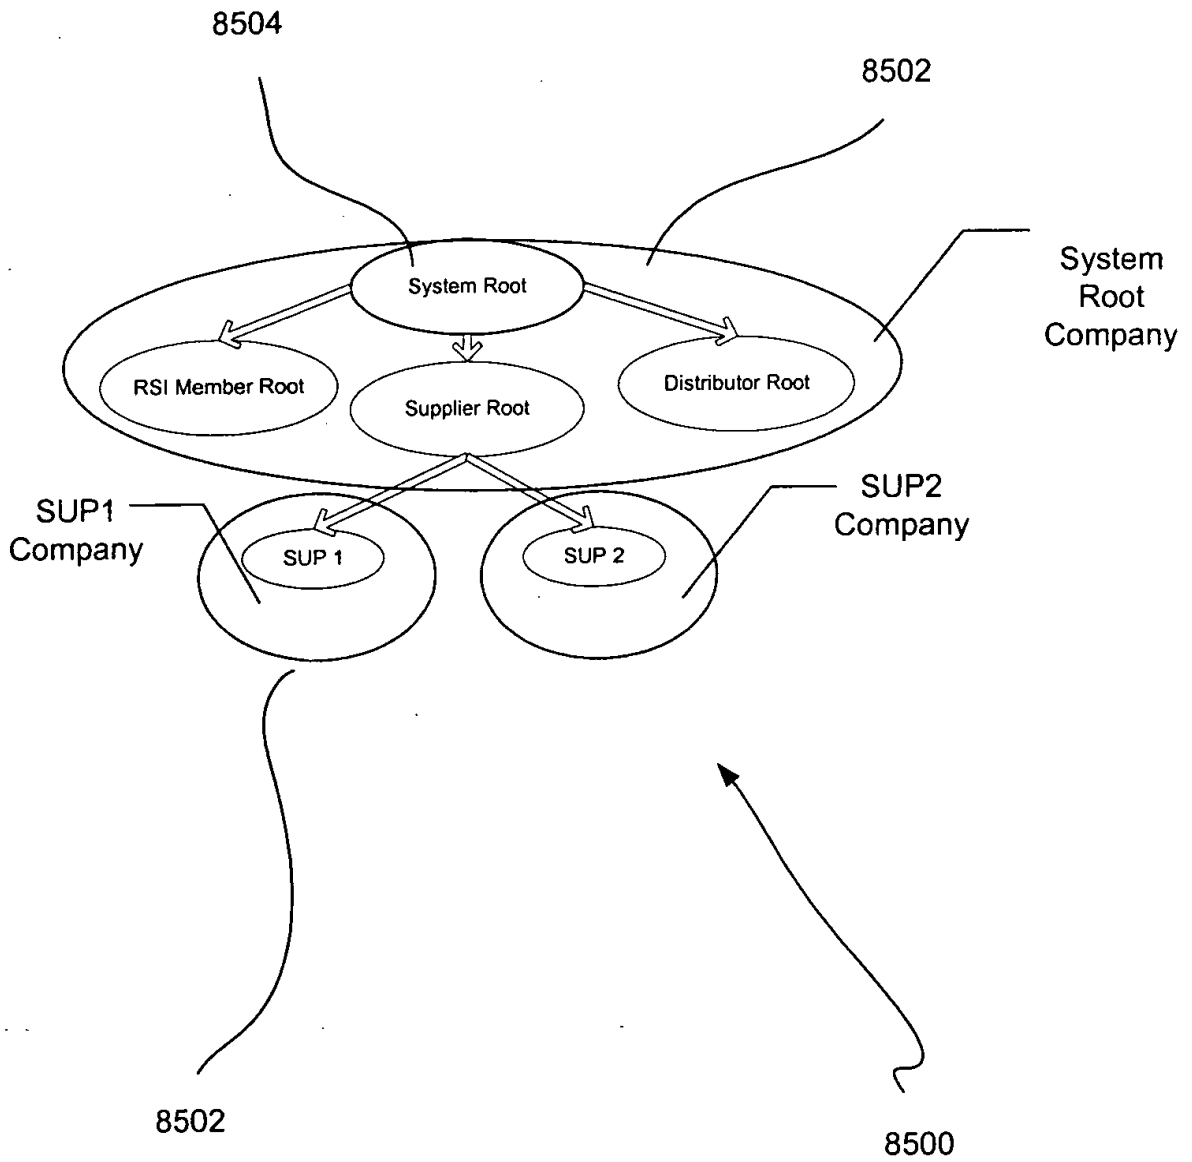 8504
8502
System Root
System
Root
Company
RSI Member Root
Supplier Root
Distributor Root
SUP1
Company
SUP 1
SUP 2
SUP2
Company
8502
8500